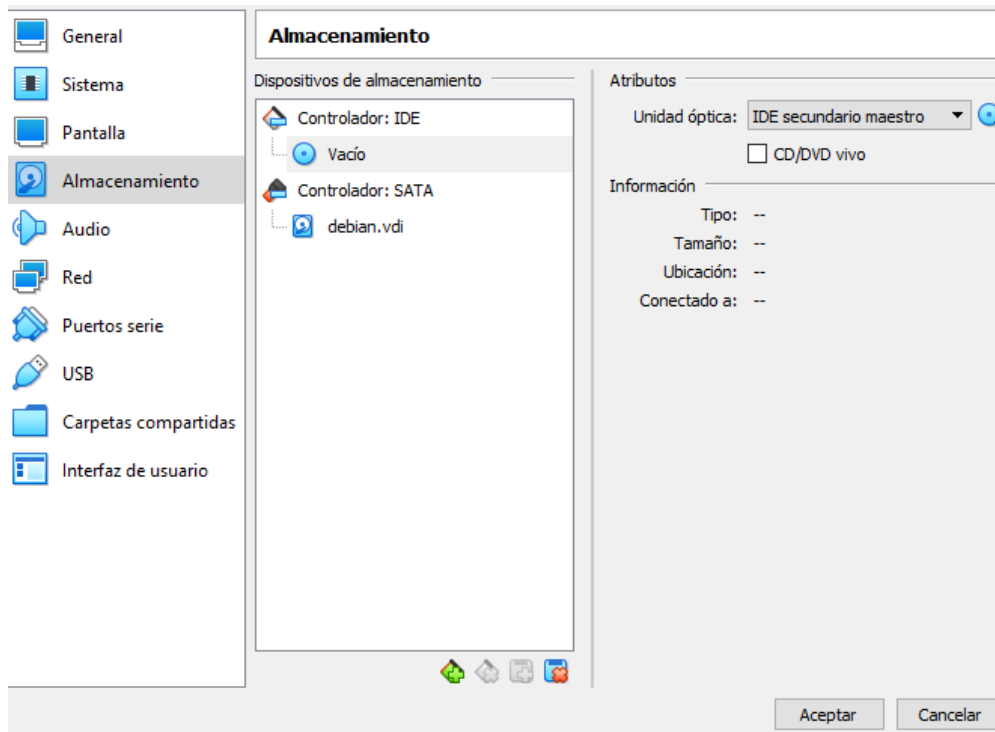 General
Sistema
Pantalla
Almacenamiento
Audio
Red
Puertos serie
USB
Carpetas compartidas
Interfaz de usuario
Almacenamiento
Dispositivos de almacenamiento
Controlador: IDE
Vacío
Controlador: SATA
debian.vdi
Atributos
Unidad óptica: IDE secundario maestro
CD/DVD vivo
Información
Tipo: --
Tamaño: --
Ubicación: --
Conectado a: --
Aceptar Cancelar